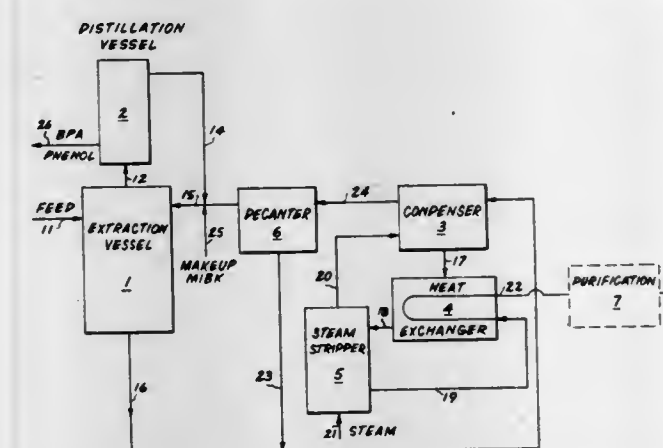 DISTILLATION
VESSEL
2
26 BPA
PHENOL
14
12
FEED
11
EXTRACTION
VESSEL
1
15
25
MAKEUP
MIBK
DECANTER
6
24
CONDENSER
3
17
20
HEAT
4
EXCHANGER
22
PURIFICATION
7
18
STEAM
STRIPPER
5
19
23
16
21 STEAM